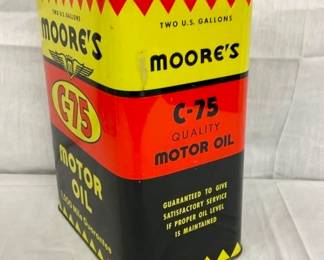 TWO U.S. GALLONS
MOORE'S
C-75
MOTOR
OIL
Guarantee
TWO U.S. GALLONS
MOORE'S
C-75
QUALITY
MOTOR OIL
GUARANTEED TO GIVE
SATISFACTORY SERVICE
IF PROPER OIL LEVEL
IS MAINTAINED